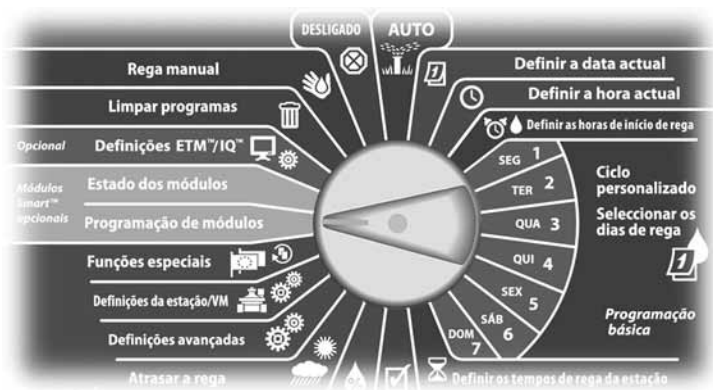 DESLIGADO
AUTO
Rega manual
Limpar programas
Opcional
Definições ETM™/IQ™
Módulos
Smart™
opcionais
Estado dos módulos
Programação de módulos
Funções especiais
Definições da estação/VM
Definições avançadas
Atrasar a rega
Definir a data actual
Definir a hora actual
Definir as horas de início de rega
SEG 1
TER 2
QUA 3
QUI 4
SEX 5
SÁB 6
DOM 7
Ciclo
personalizado
Seleccionar os
dias de rega
Programação
básica
Definir os tempos de rega da estação